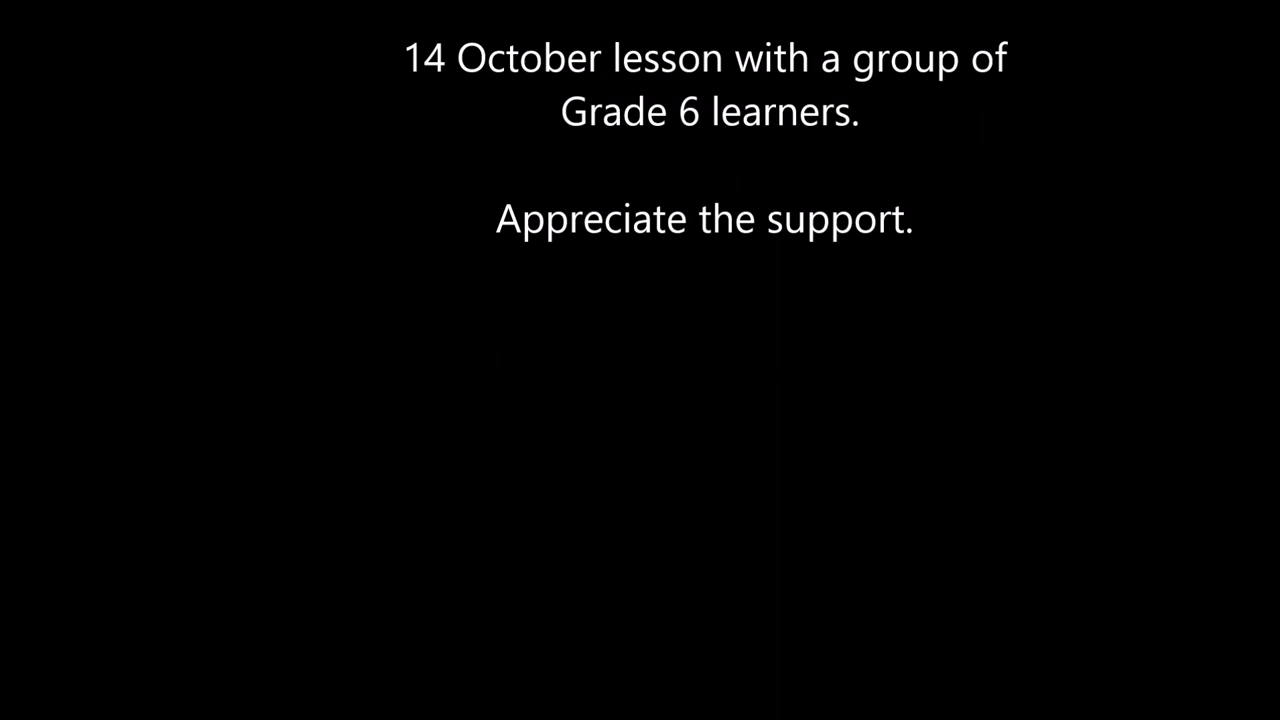 14 October lesson with a group of
Grade 6 learners.
Appreciate the support.